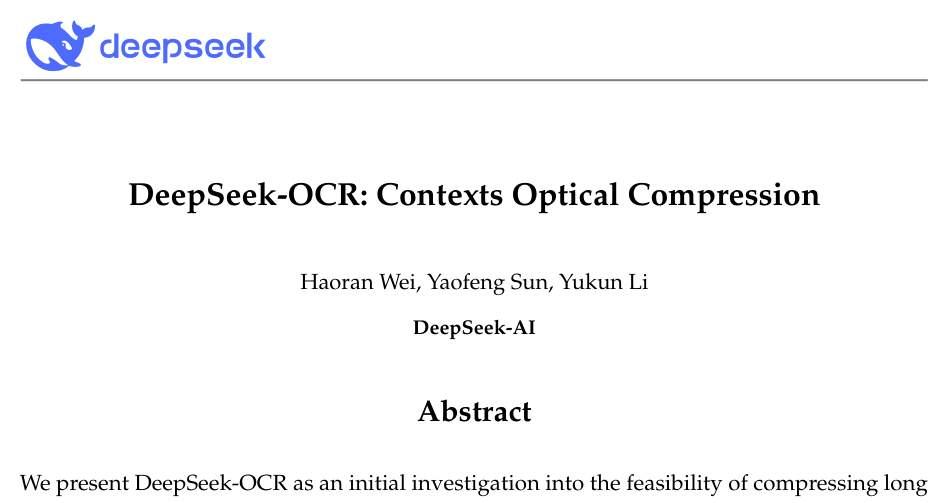 deepseek
DeepSeek-OCR: Contexts Optical Compression
Haoran Wei, Yaofeng Sun, Yukun Li
DeepSeek-AI
Abstract
We present DeepSeek-OCR as an initial investigation into the feasibility of compressing long